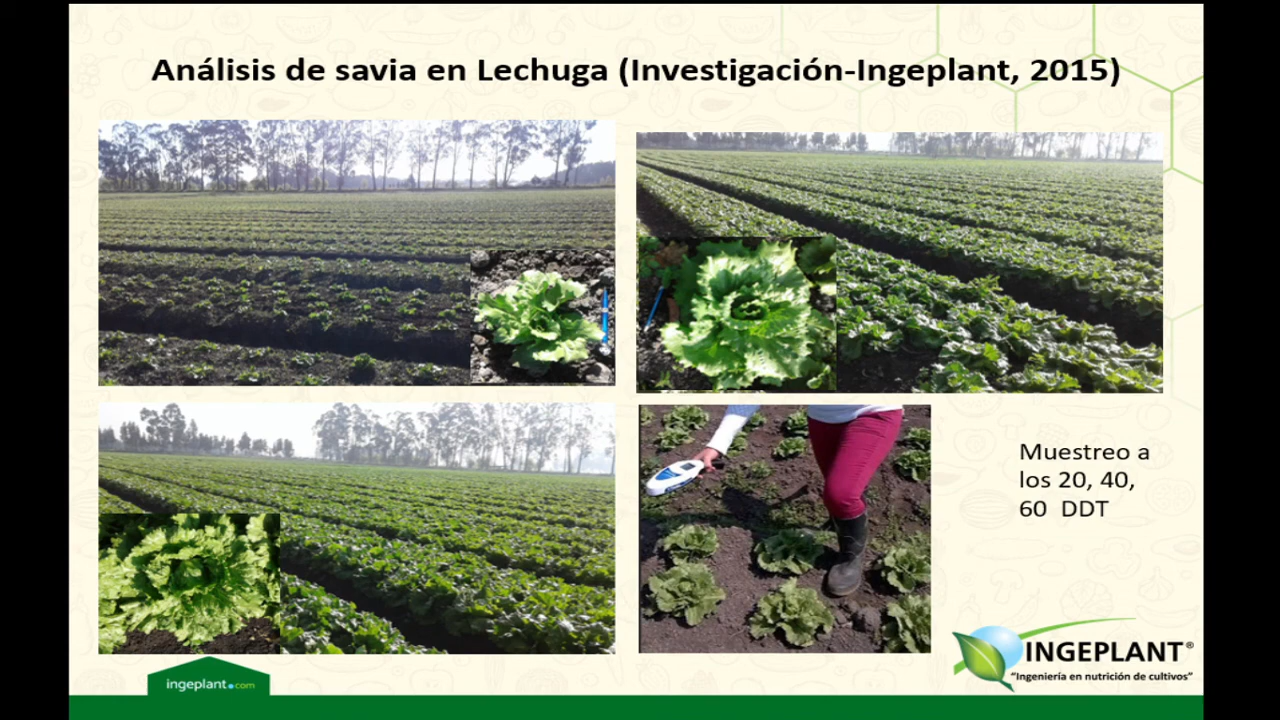 Análisis de savia en Lechuga (Investigación-Ingeplant, 2015)
Muestreo a
los 20, 40,
60 DDT
INGEPLANT®
“Ingeniería en nutrición de cultivos”
ingeplant.com